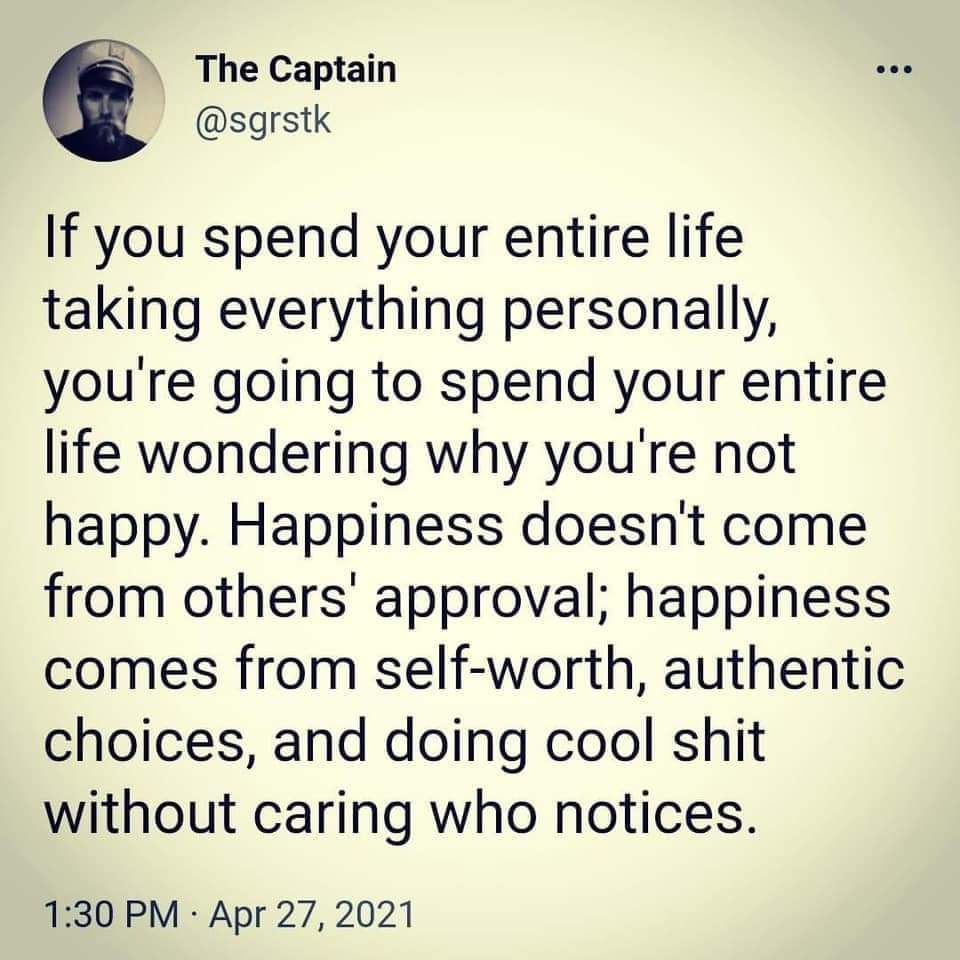 The Captain
@sgrstk
If you spend your entire life
taking everything personally,
you're going to spend your entire
life wondering why you're not
happy. Happiness doesn't come
from others' approval; happiness
comes from self-worth, authentic
choices, and doing cool shit
without caring who notices.
1:30 PM · Apr 27, 2021